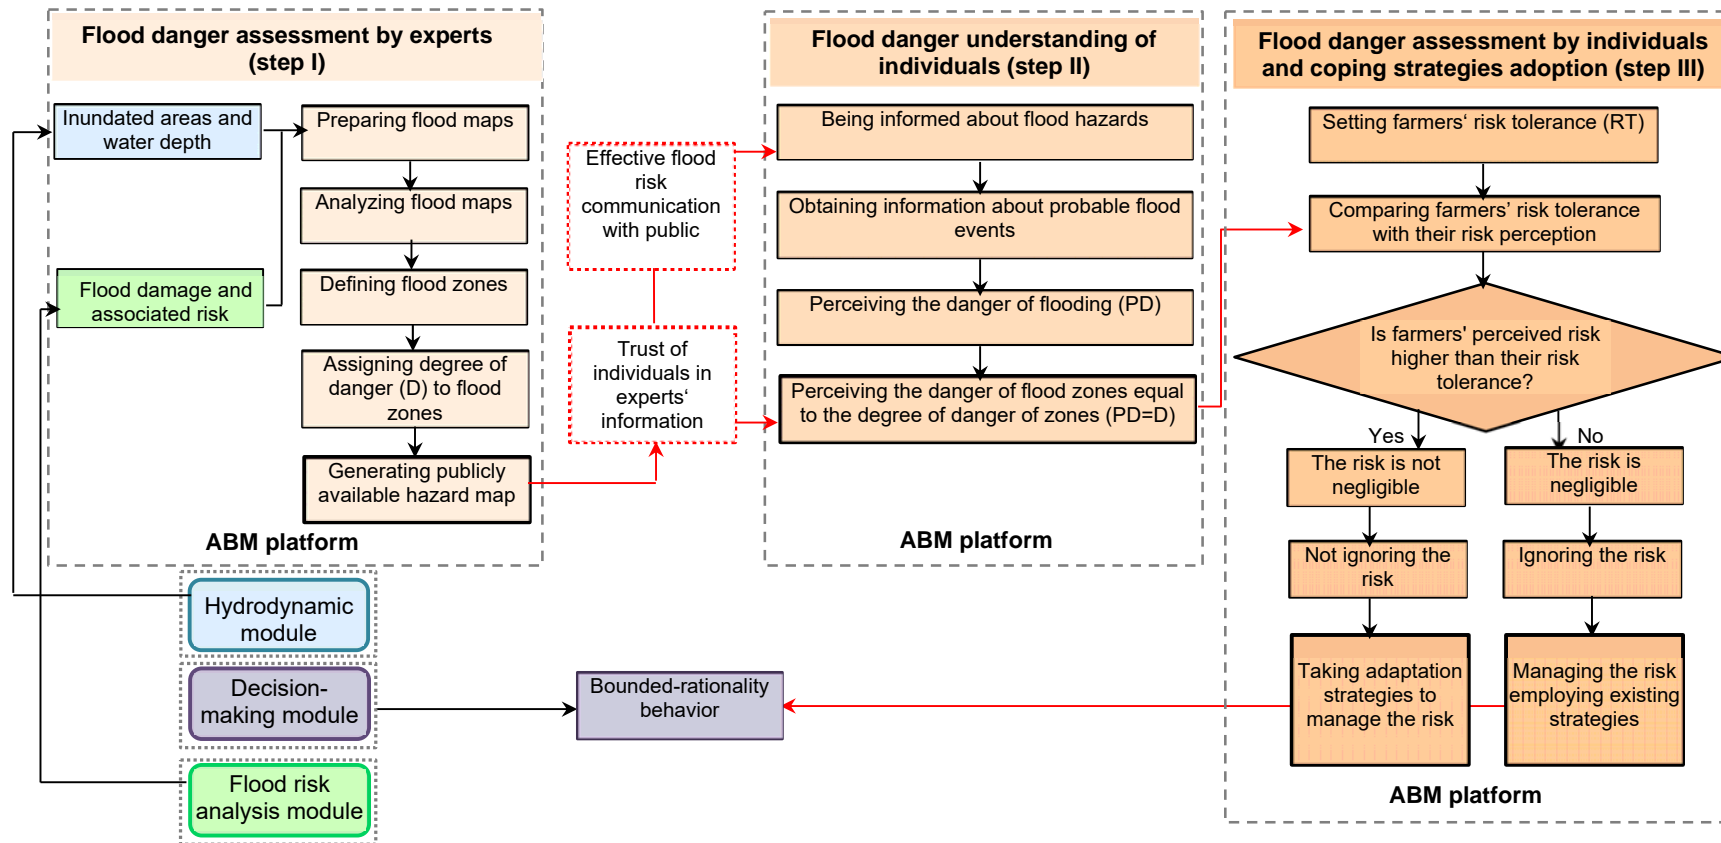 Flood danger assessment by experts
(step I)
Inundated areas and
water depth
Preparing flood maps
Analyzing flood maps
Flood damage and
associated risk
Defining flood zones
Assigning degree of
danger (D) to flood
zones
Generating publicly
available hazard map
ABM platform
Effective flood
risk
communication
with public
Trust of
individuals in
experts‘
information
Flood danger understanding of
individuals (step II)
Being informed about flood hazards
Obtaining information about probable flood
events
Perceiving the danger of flooding (PD)
Perceiving the danger of flood zones equal
to the degree of danger of zones (PD=D)
ABM platform
Flood danger assessment by individuals
and coping strategies adoption (step III)
Setting farmers‘ risk tolerance (RT)
Comparing farmers’ risk tolerance
with their risk perception
Is farmers' perceived risk
higher than their risk
tolerance?
Yes
No
The risk is not
negligible
The risk is
negligible
Not ignoring the
risk
Ignoring the risk
Taking adaptation
strategies to
manage the risk
Managing the risk
employing existing
strategies
ABM platform
Hydrodynamic
module
Decision-
making module
Bounded-rationality
behavior
Flood risk
analysis module